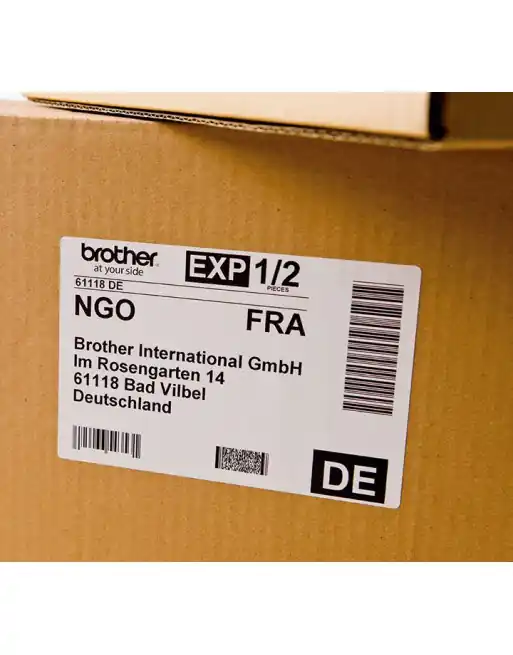 brother
at your side
EXP 1/2
PIECES
61118 DE
NGO FRA
Brother International GmbH
Im Rosengarten 14
61118 Bad Vilbel
Deutschland
DE